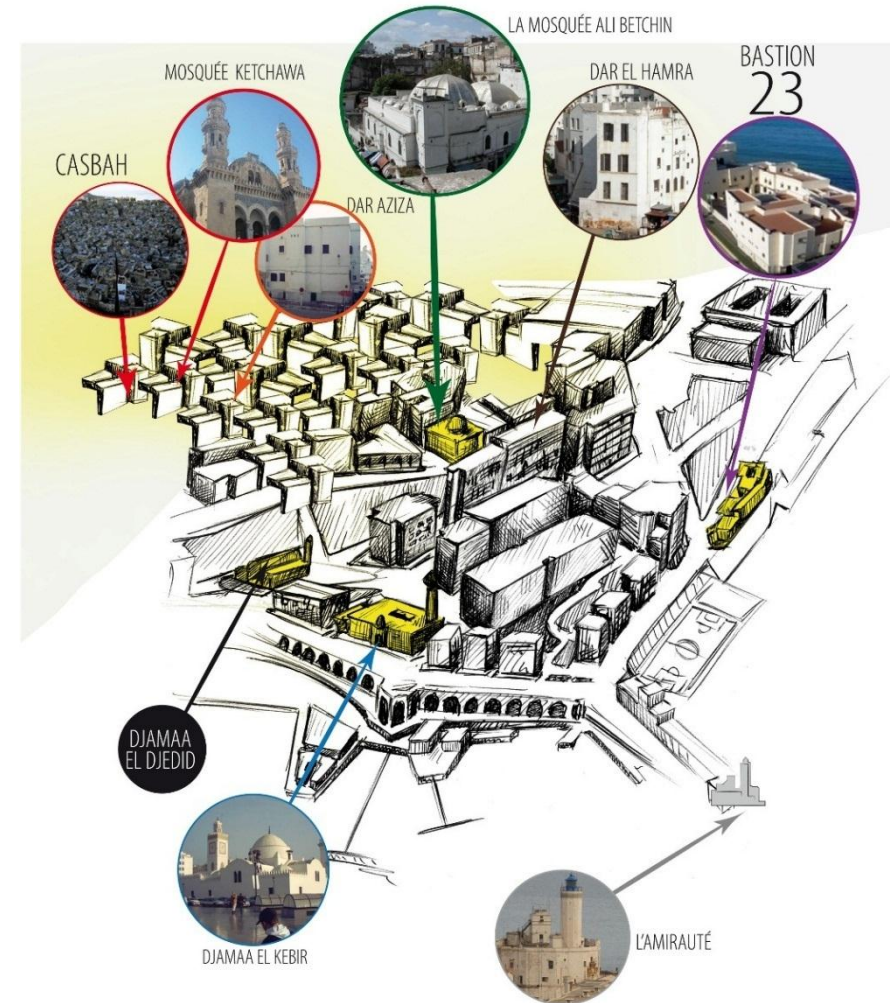 LA MOSQUÉE ALI BETCHIN
MOSQUÉE KETCHAWA
DAR EL HAMRA
BASTION
23
CASBAH
DAR AZIZA
DJAMAA
EL DJEDID
DJAMAA EL KEBIR
L'AMIRAUTÉ